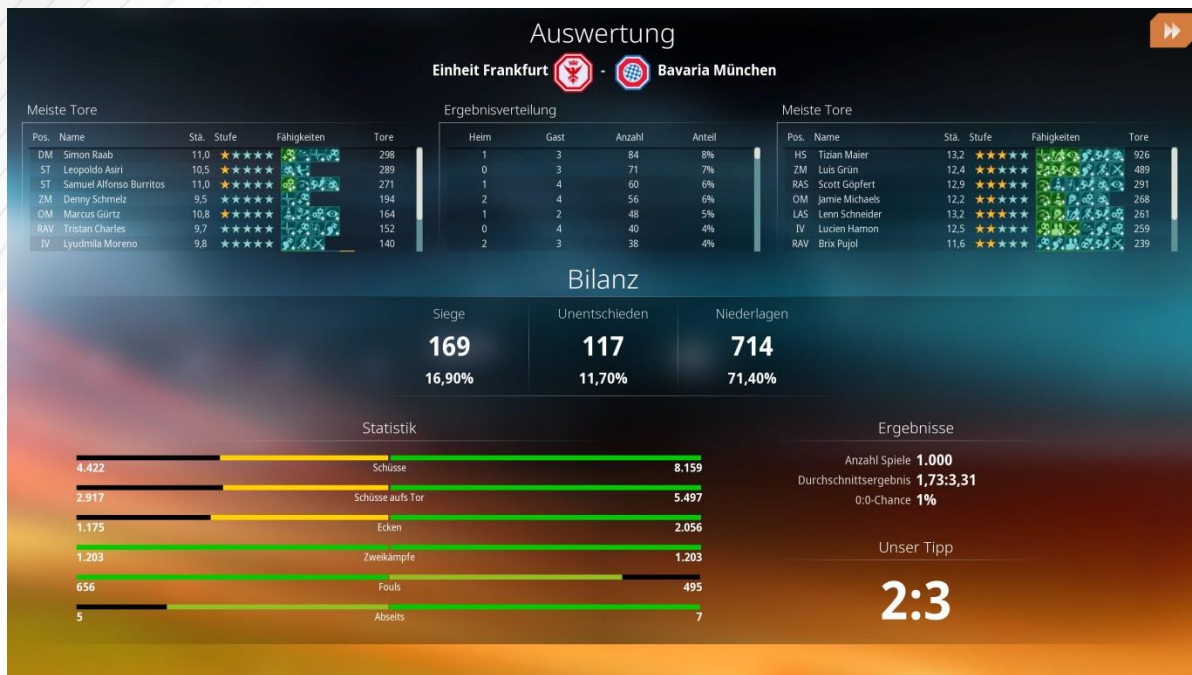 Auswertung
Einheit Frankfurt - Bavaria München
Meiste Tore
Pos. Name Stä. Stufe Fähigkeiten Tore
DM Simon Raab 11,0 298
ST Leopoldo Asiri 10,5 289
ST Samuel Alfonso Burritos 11,0 271
ZM Denny Schmelz 9,5 194
OM Marcus Gürtz 10,8 164
RAV Tristan Charles 9,7 152
IV Lyudmila Moreno 9,8 140
Ergebnisverteilung
Heim Gast Anzahl Anteil
1 3 84 8%
0 3 71 7%
1 4 60 6%
2 4 56 6%
1 2 48 5%
0 4 40 4%
2 3 38 4%
Meiste Tore
Pos. Name Stä. Stufe Fähigkeiten Tore
HS Tizian Maier 13,2 926
ZM Luis Grün 12,4 489
RAS Scott Göpfert 12,9 291
OM Jamie Michaels 12,2 268
LAS Lenn Schneider 13,2 261
IV Lucien Hamon 12,5 259
RAV Brix Pujol 11,6 239
Bilanz
Siege Unentschieden Niederlagen
169 117 714
16,90% 11,70% 71,40%
Statistik
4.422 Schüsse 8.159
2.917 Schüsse aufs Tor 5.497
1.175 Ecken 2.056
1.203 Zweikämpfe 1.203
656 Fouls 495
5 Abseits 7
Ergebnisse
Anzahl Spiele 1.000
Durchschnittsergebnis 1,73:3,31
0:0-Chance 1%
Unser Tipp
2:3